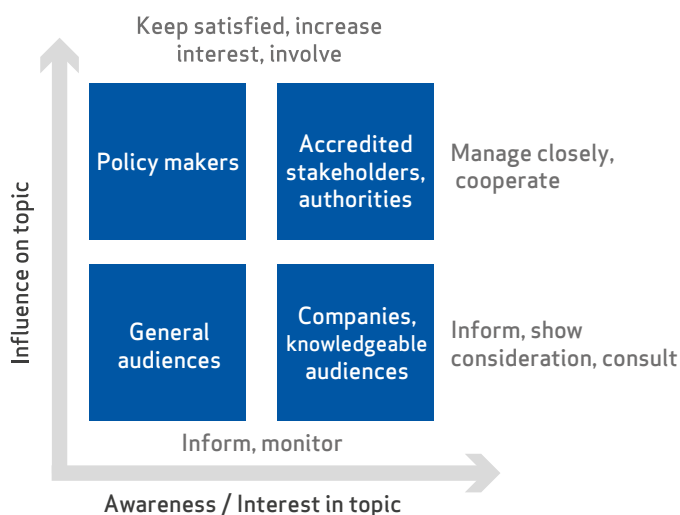 Keep satisfied, increase
interest, involve
Policy makers
Accredited
stakeholders,
authorities
Manage closely,
cooperate
Influence on topic
General
audiences
Companies,
knowledgeable
audiences
Inform, show
consideration, consult
Inform, monitor
Awareness / Interest in topic